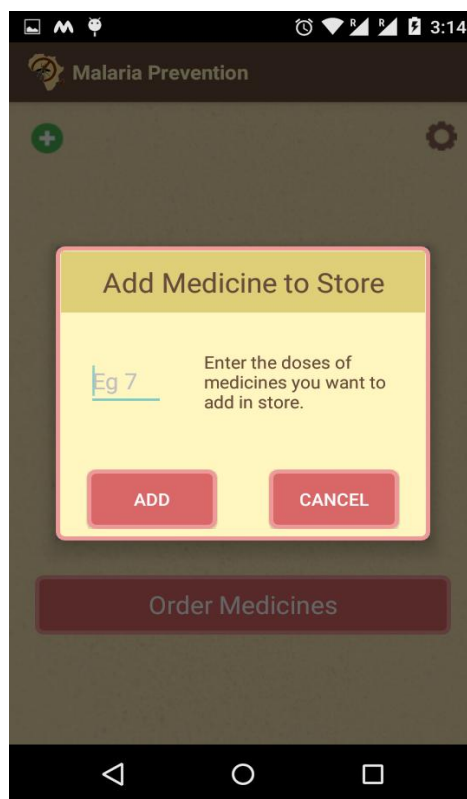 R R 3:14
Malaria Prevention
Add Medicine to Store
Eg 7
Enter the doses of
medicines you want to
add in store.
ADD CANCEL
Order Medicines